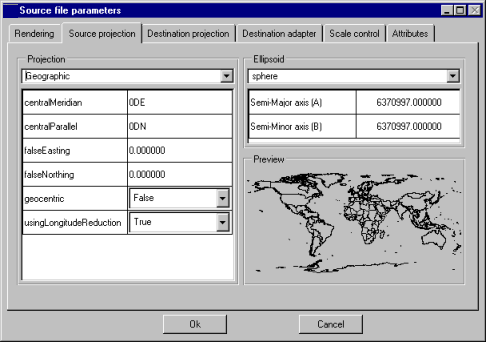 Source file parameters
Rendering
Source projection
Destination projection
Destination adapter
Scale control
Attributes
Projection
Geographic
centralMeridian 0DE
centralParallel 0DN
falseEasting 0.000000
falseNorthing 0.000000
geocentric False
usingLongitudeReduction True
Ellipsoid
sphere
Semi-Major axis (A) 6370997.000000
Semi-Minor axis (B) 6370997.000000
Preview
Ok
Cancel